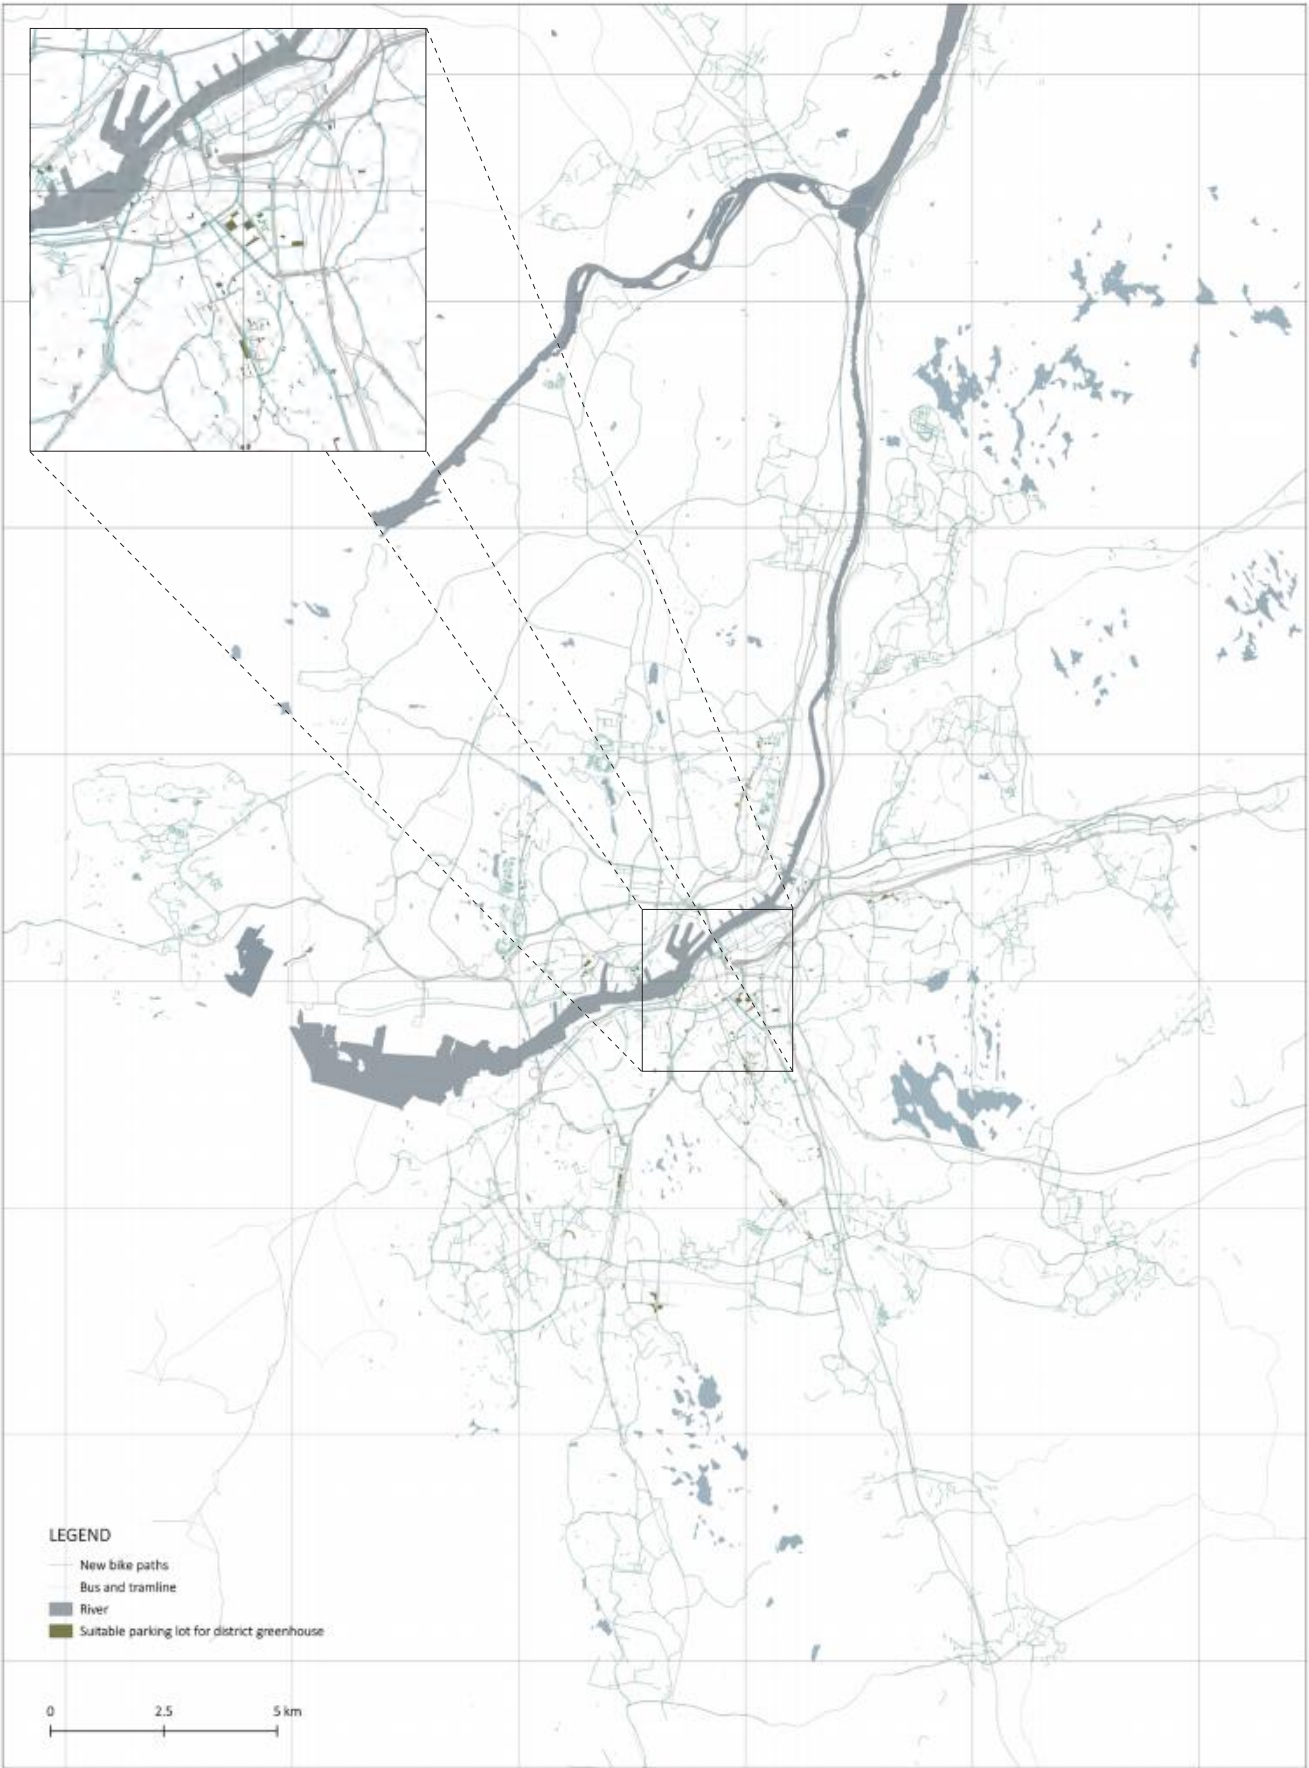 LEGEND
New bike paths
Bus and tramline
River
Suitable parking lot for district greenhouse
0 2.5 5 km